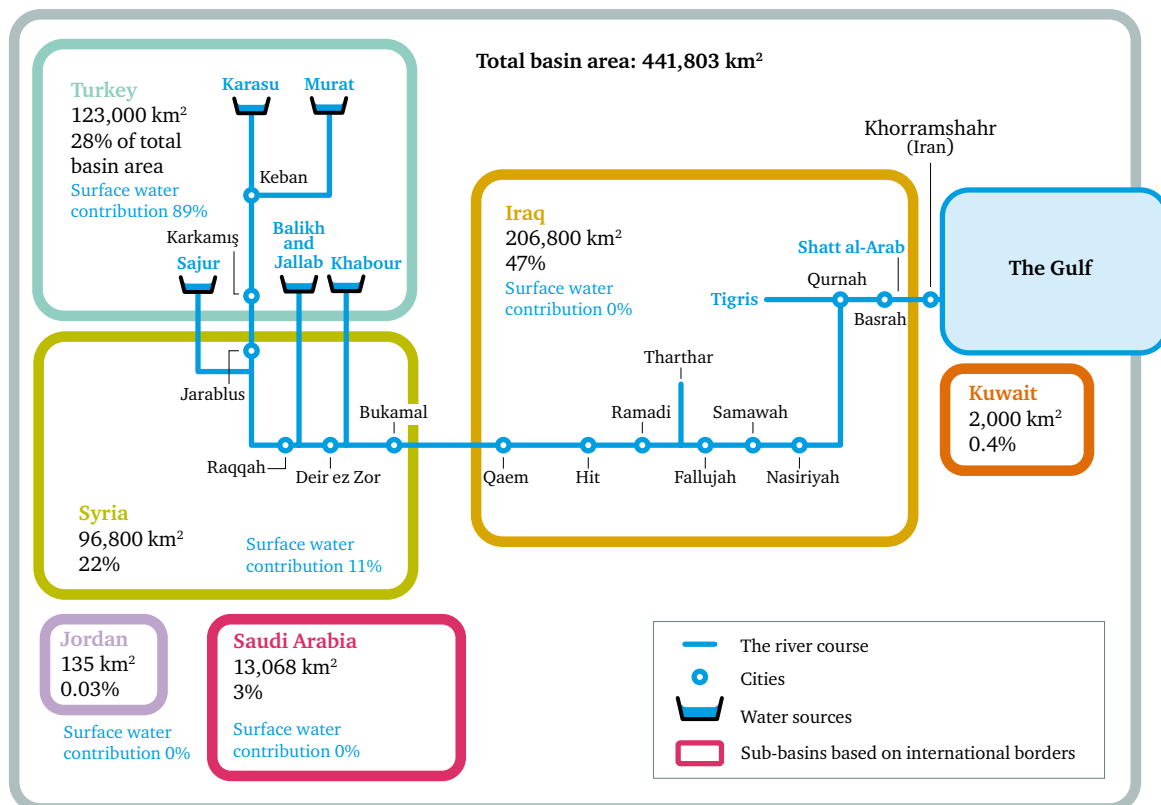 Total basin area: 441,803 km²
Turkey
123,000 km²
28% of total
basin area
Surface water
contribution 89%
Karasu
Murat
Keban
Karkamış
Sajur
Balikh
and
Jallab
Khabour
Khorramshahr
(Iran)
Iraq
206,800 km²
47%
Surface water
contribution 0%
Shatt al-Arab
Qurnah
Tigris
Basrah
The Gulf
Tharthar
Jarablus
Bukamal
Ramadi
Samawah
Raqqah
Deir ez Zor
Qaem
Hit
Fallujah
Nasiriyah
Kuwait
2,000 km²
0.4%
Syria
96,800 km²
22%
Surface water
contribution 11%
Jordan
135 km²
0.03%
Surface water
contribution 0%
Saudi Arabia
13,068 km²
3%
Surface water
contribution 0%
The river course
Cities
Water sources
Sub-basins based on international borders